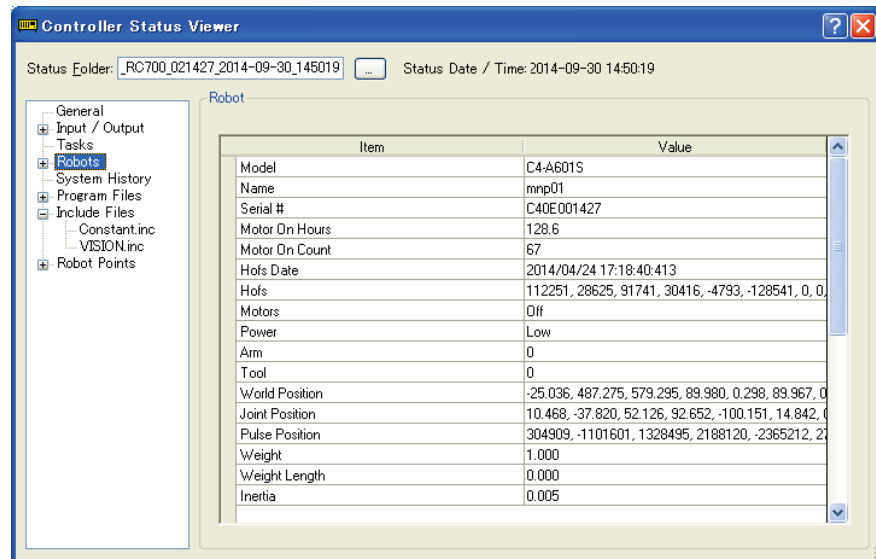 Controller Status Viewer
Status Folder: _RC700_021427_2014-09-30_145019 ... Status Date / Time: 2014-09-30 14:50:19
General
Input / Output
Tasks
Robots
System History
Program Files
Include Files
Constant.inc
VISION.inc
Robot Points
Robot
Item Value
Model C4-A601S
Name mnp01
Serial # C40E001427
Motor On Hours 128.6
Motor On Count 67
Hofs Date 2014/04/24 17:18:40:413
Hofs 112251, 28625, 91741, 30416, -4793, -128541, 0, 0,
Motors Off
Power Low
Arm 0
Tool 0
World Position -25.036, 487.275, 579.295, 89.980, 0.298, 89.967, 0
Joint Position 10.468, -37.820, 52.126, 92.652, -100.151, 14.842,
Pulse Position 304909, -1101601, 1328495, 2188120, -2365212,
Weight 1.000
Weight Length 0.000
Inertia 0.005